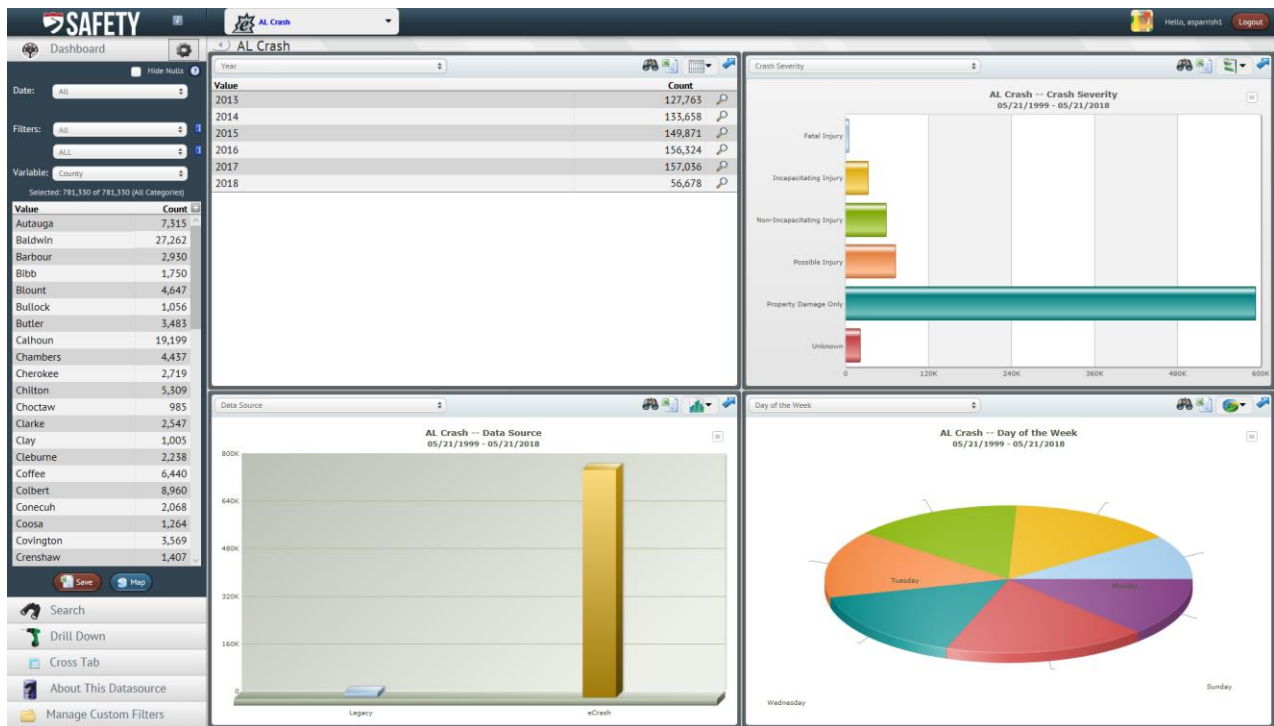 SAFETY
i
AL Crash
Hello, asparrish1
Logout
Dashboard
AL Crash
Hide Nulls ?
Date: All
Filters: All
ALL
Variable: County
Selected: 781,330 of 781,330 (All Categories)
Value Count
Autauga 7,315
Baldwin 27,262
Barbour 2,930
Bibb 1,750
Blount 4,647
Bullock 1,056
Butler 3,483
Calhoun 19,199
Chambers 4,437
Cherokee 2,719
Chilton 5,309
Choctaw 985
Clarke 2,547
Clay 1,005
Cleburne 2,238
Coffee 6,440
Colbert 8,960
Conecuh 2,068
Coosa 1,264
Covington 3,569
Crenshaw 1,407
Save
Map
Search
Drill Down
Cross Tab
About This Datasource
Manage Custom Filters
Year
Value Count
2013 127,763
2014 133,658
2015 149,871
2016 156,324
2017 157,036
2018 56,678
Crash Severity
AL Crash -- Crash Severity
05/21/1999 - 05/21/2018
Fatal Injury
Incapacitating Injury
Non-Incapacitating Injury
Possible Injury
Property Damage Only
Unknown
0 120K 240K 360K 480K 600K
Data Source
AL Crash -- Data Source
05/21/1999 - 05/21/2018
800K
640K
480K
320K
160K
0
Legacy eCrash
Day of the Week
AL Crash -- Day of the Week
05/21/1999 - 05/21/2018
Tuesday
Monday
Sunday
Wednesday